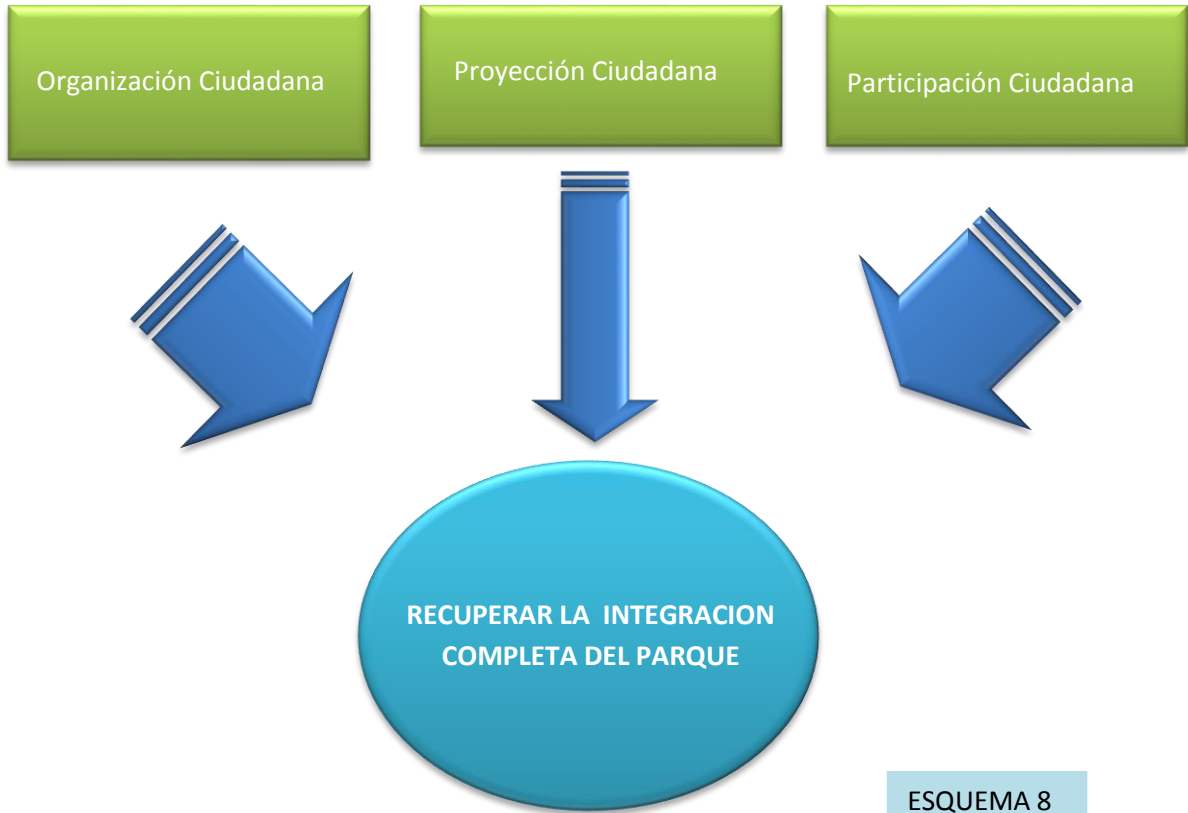 Organización Ciudadana
Proyección Ciudadana
Participación Ciudadana
RECUPERAR LA INTEGRACION
COMPLETA DEL PARQUE
ESQUEMA 8